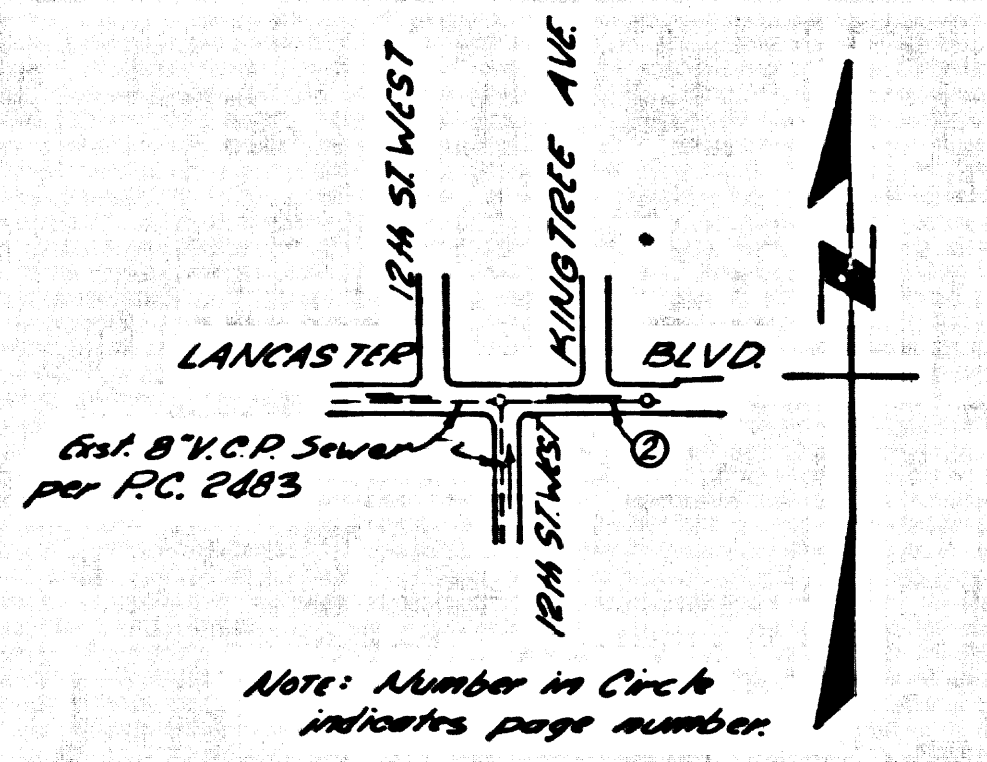 12th ST. WEST
KINGTREE AVE.
N
LANCASTER BLVD.
Exst. 8" V.C.P. Sewer
per P.C. 2483
2
12th ST. WEST
NOTE: Number in Circle
indicates page number.